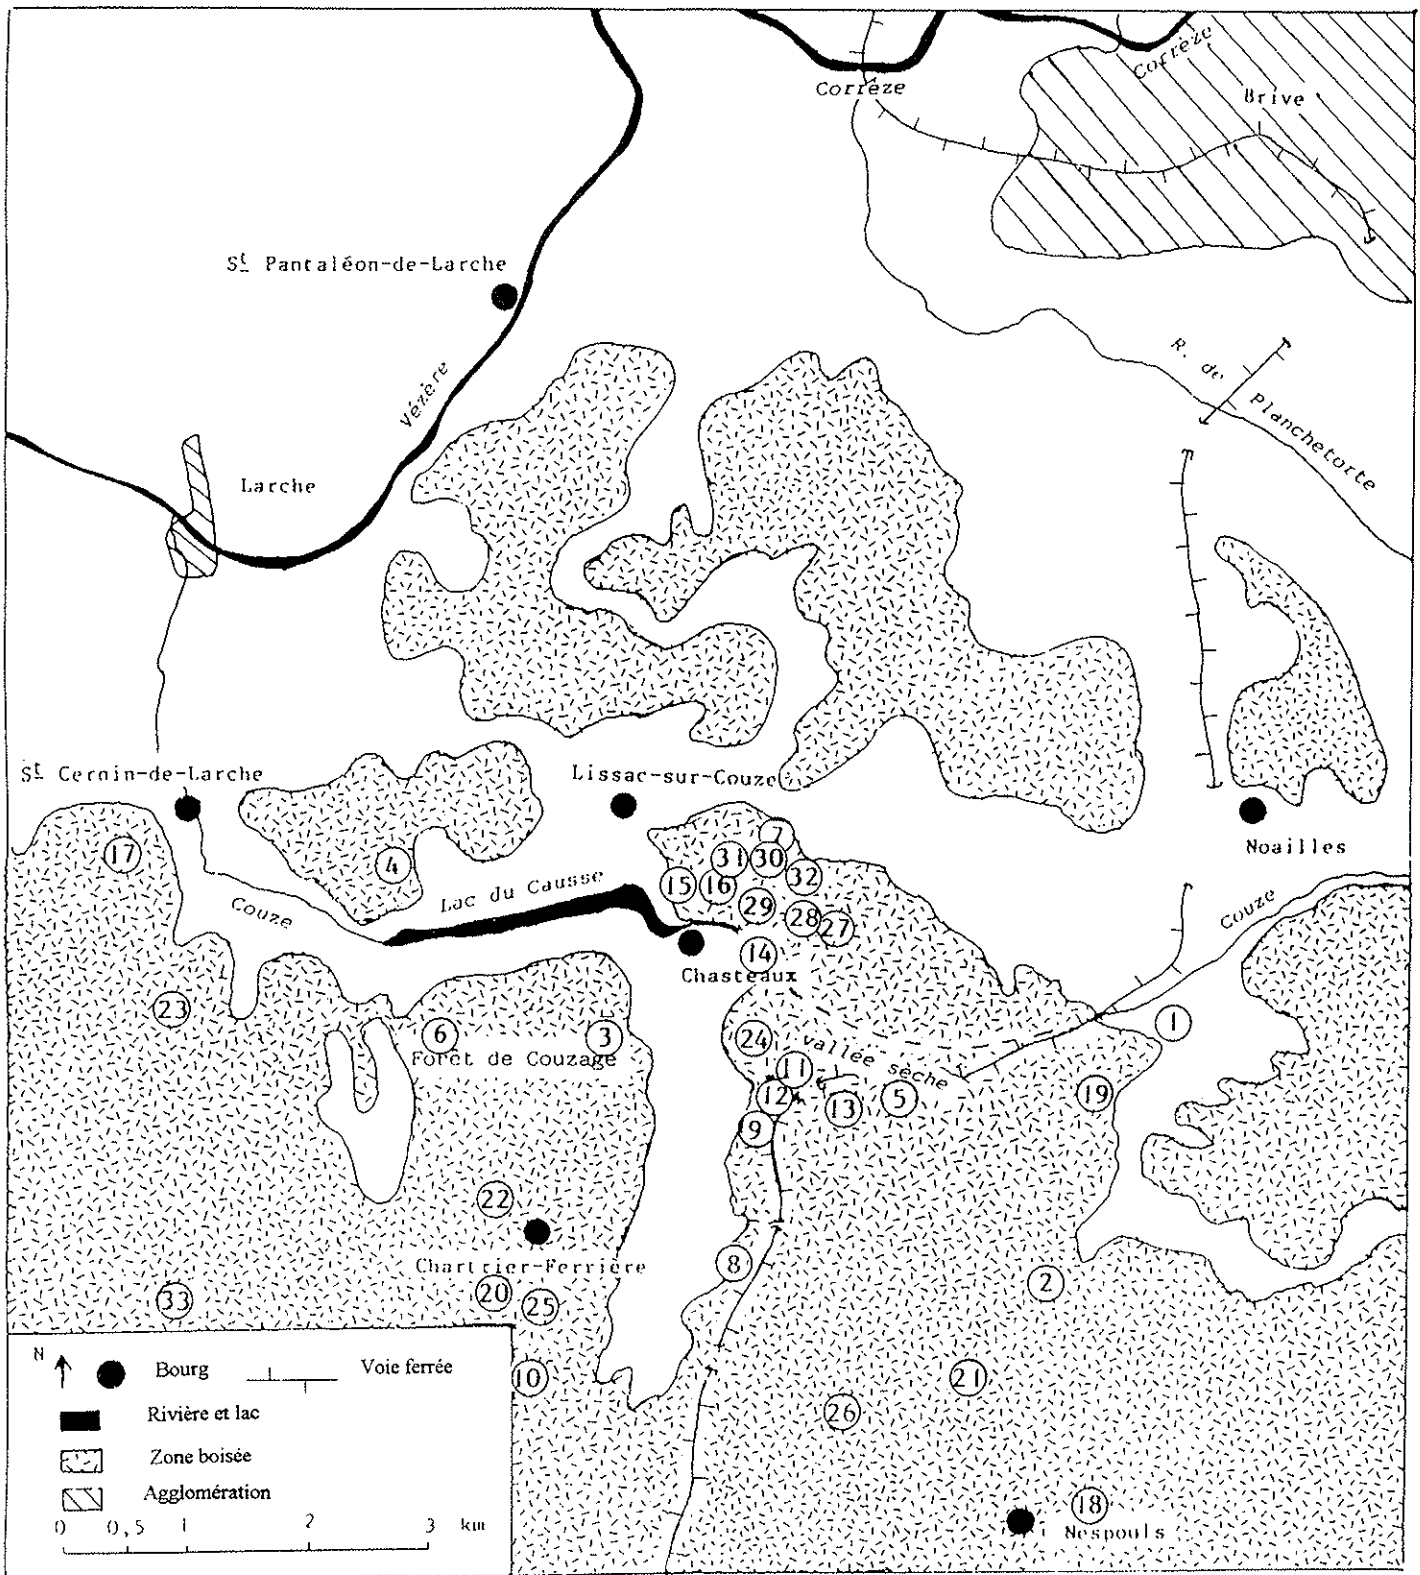 Corrèze
Corrèze
Brive
St Pantaléon-de-Larche
Vézère
R. de Planchetorte
Larche
St Cernin-de-Larche
Lissac-sur-Couze
Noailles
7
17
4
31
30
32
15
16
Lac du Causse
29
28
27
Couze
Couze
14
Chasteaux
23
6
3
24
vallée sèche
1
Forêt de Couzage
11
12
13
5
19
9
22
8
Chartrier-Ferrière
2
33
20
25
10
21
26
18
Nespouls
N
Bourg
Voie ferrée
Rivière et lac
Zone boisée
Agglomération
0 0,5 1 2 3 km